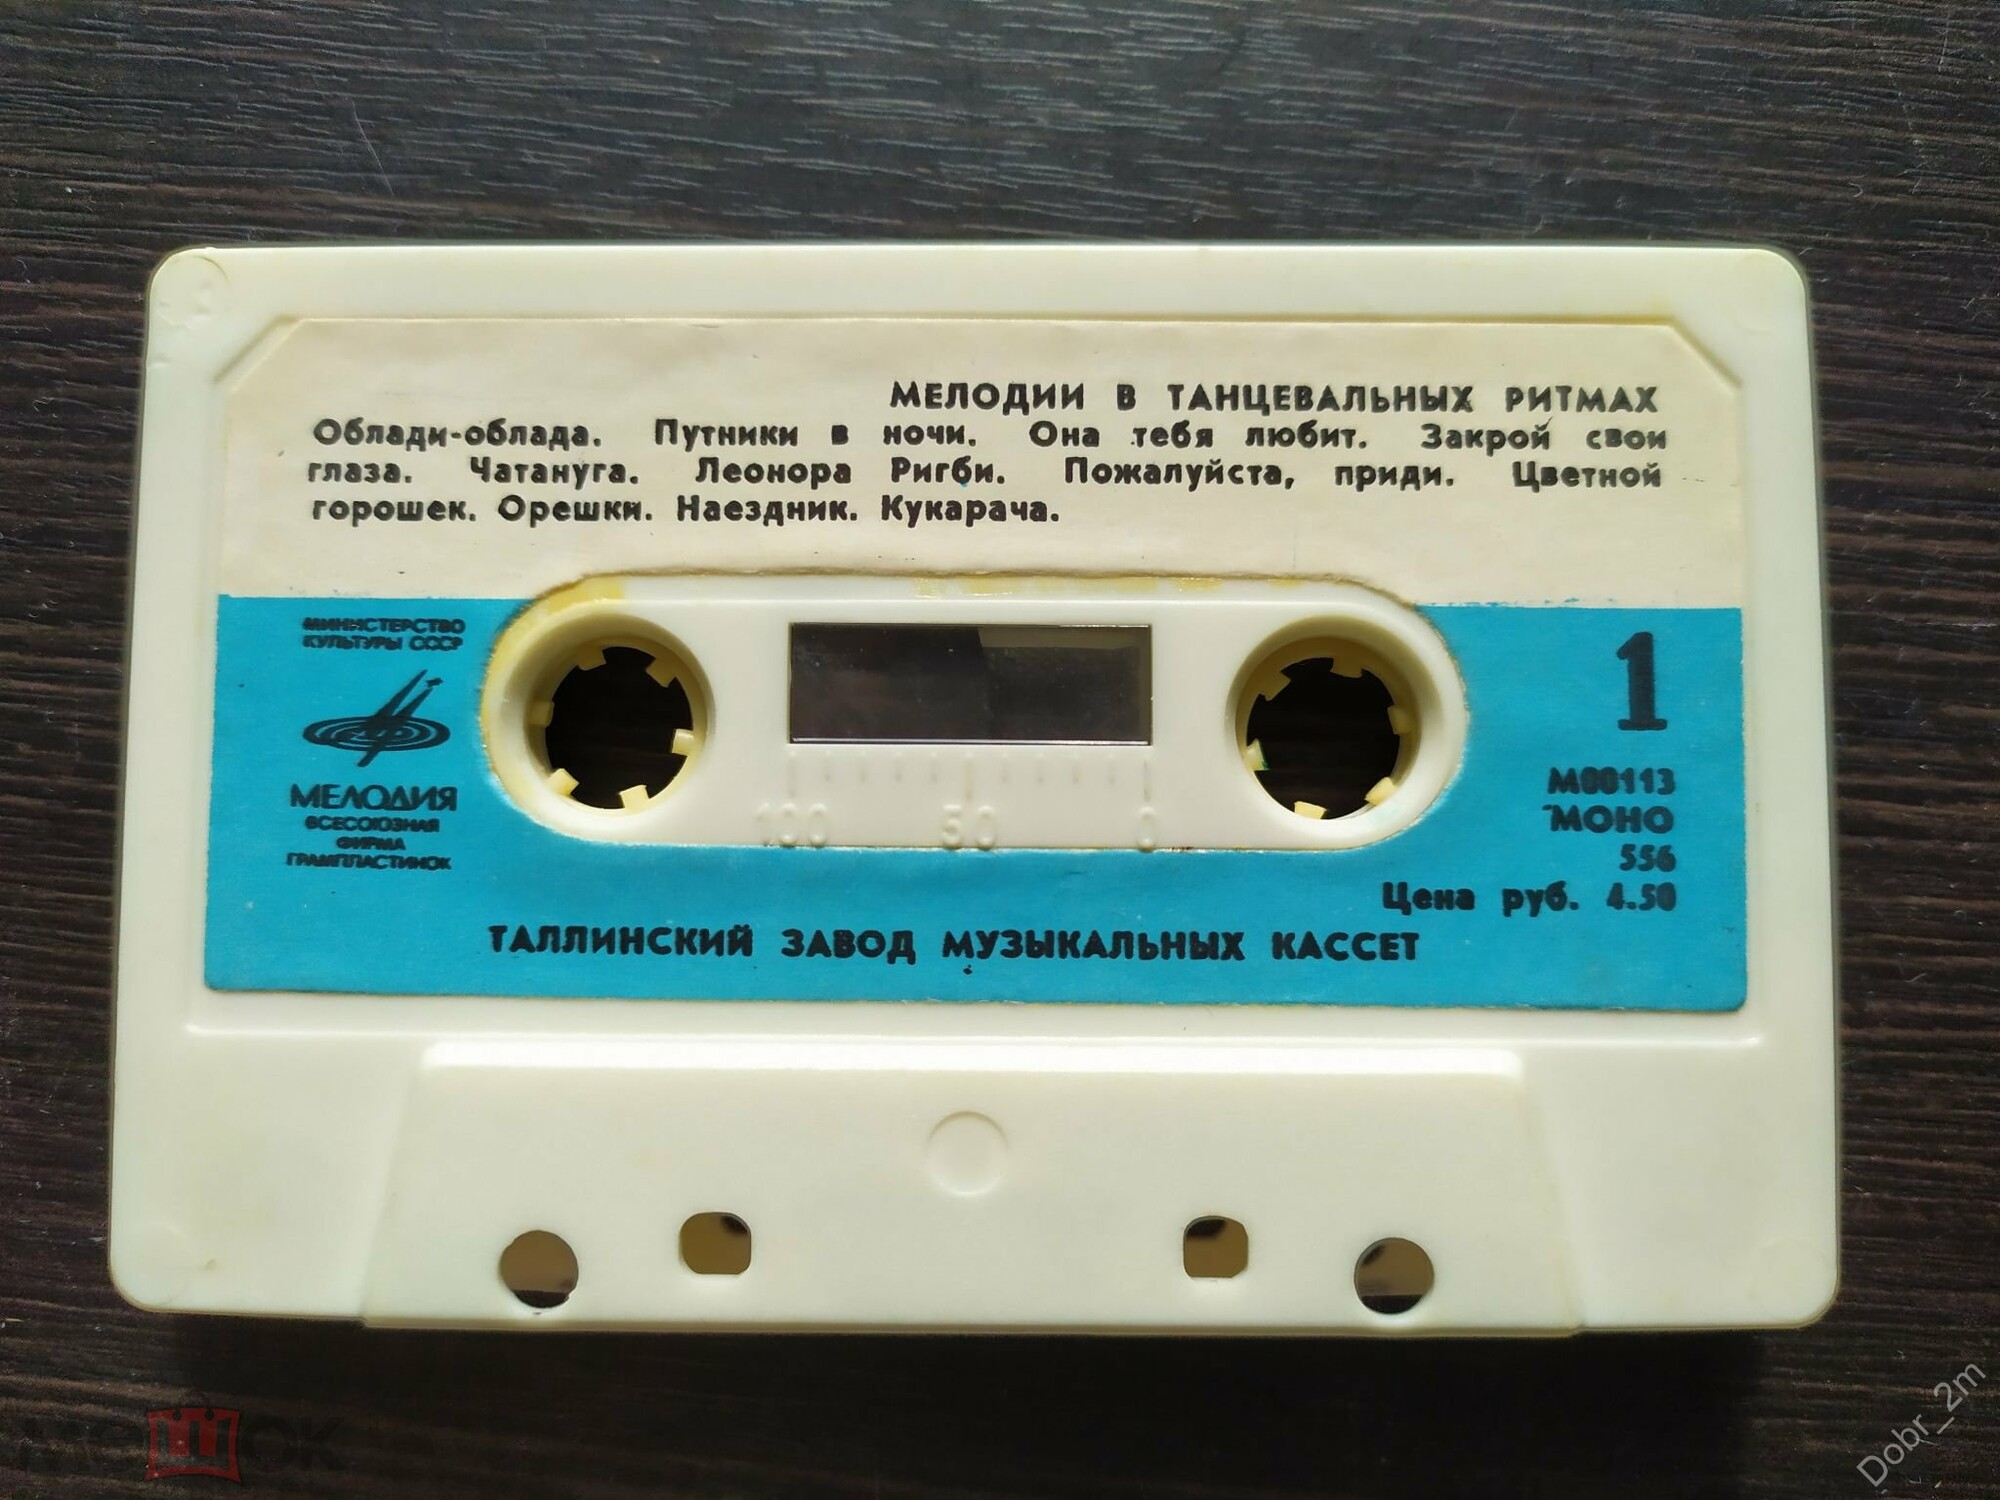 МЕЛОДИИ В ТАНЦЕВАЛЬНЫХ РИТМАХ
Облади-облада. Путники в ночи. Она тебя любит. Закрой свои
глаза. Чатануга. Леонора Ригби. Пожалуйста, приди. Цветной
горошек. Орешки. Наездник. Кукарача.
МИНИСТЕРСТВО
КУЛЬТУРЫ СССР
МЕЛОДИЯ
ВСЕСОЮЗНАЯ
ФИРМА
ГРАМПЛАСТИНОК
100 50 0
1
М00113
МОНО
556
Цена руб. 4.50
ТАЛЛИНСКИЙ ЗАВОД МУЗЫКАЛЬНЫХ КАССЕТ
мешок
Dobr_2m